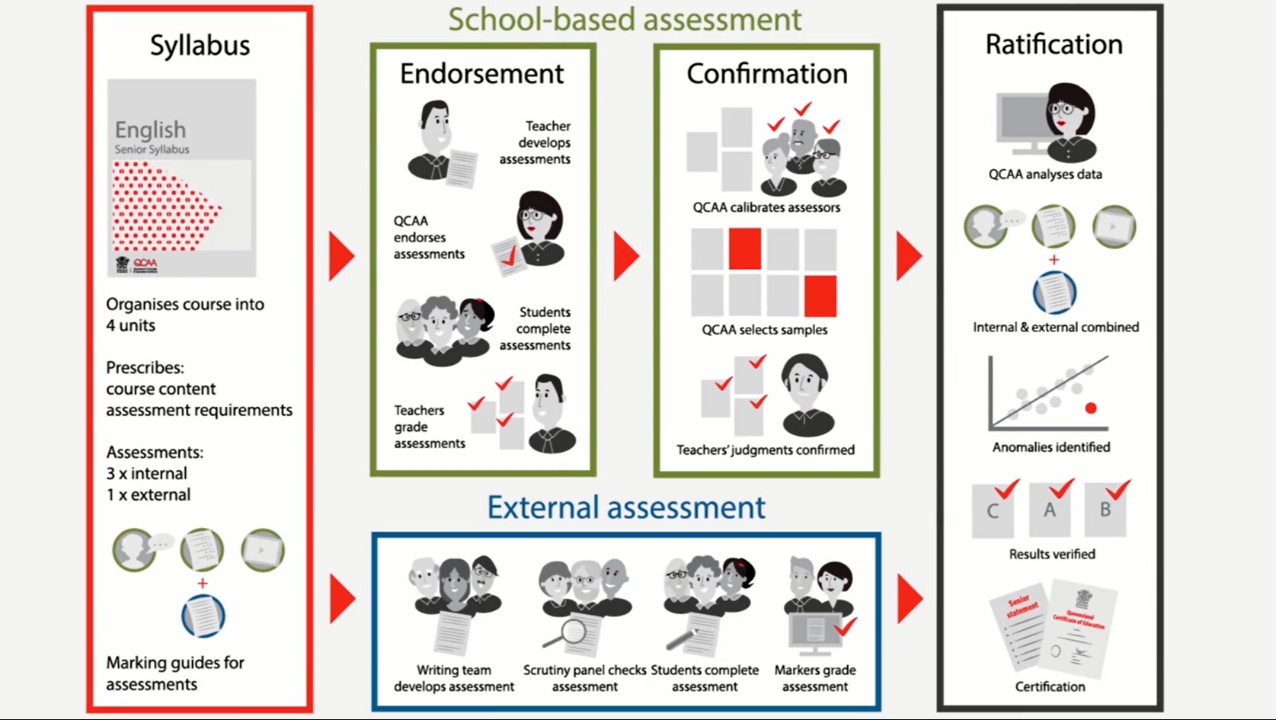 Syllabus
English
Senior Syllabus
QCAA
Organises course into
4 units
Prescribes:
course content
assessment requirements
Assessments:
3 x internal
1 x external
+
Marking guides for
assessments
School-based assessment
Endorsement
Teacher
develops
assessments
QCAA
endorses
assessments
Students
complete
assessments
Teachers
grade
assessments
Confirmation
QCAA calibrates assessors
QCAA selects samples
Teachers' judgments confirmed
External assessment
Writing team
develops assessment
Scrutiny panel checks
assessment
Students complete
assessment
Markers grade
assessment
Ratification
QCAA analyses data
+
Internal & external combined
Anomalies identified
C A B
Results verified
Senior
statement
Queensland
Certificate of Education
Certification